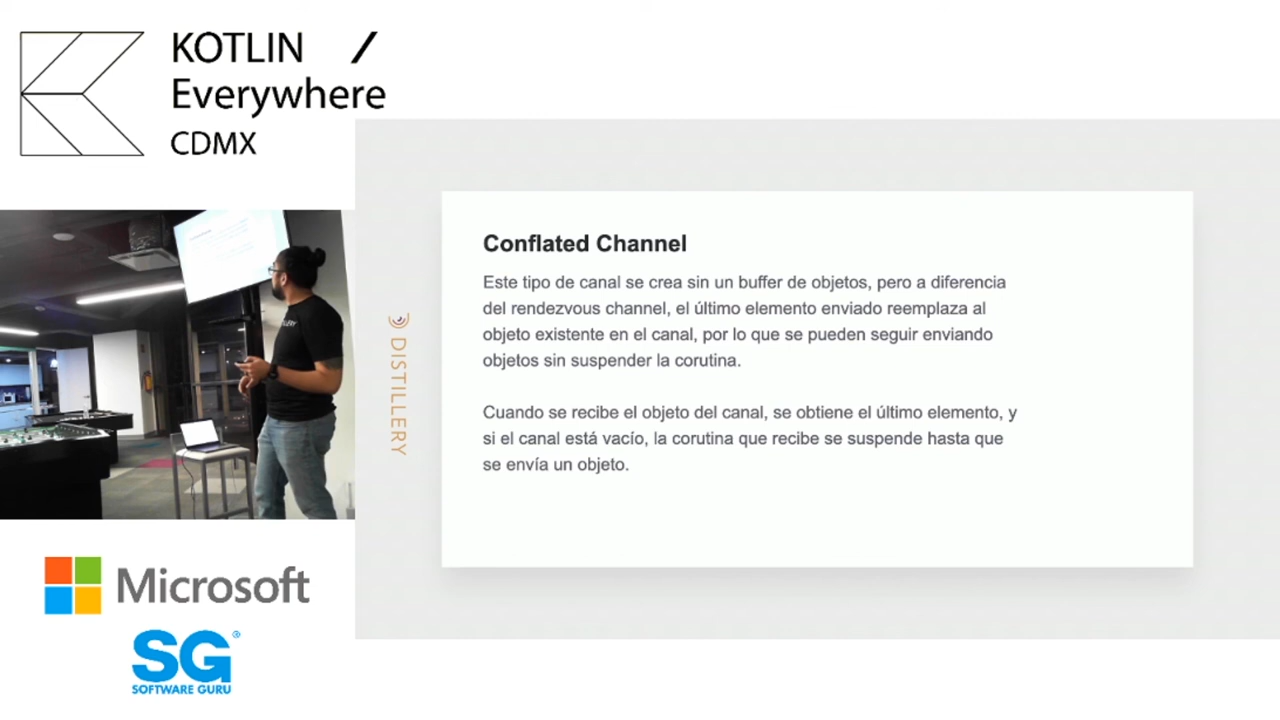 KOTLIN /
Everywhere
CDMX
DISTILLERY
Conflated Channel
Este tipo de canal se crea sin un buffer de objetos, pero a diferencia
del rendezvous channel, el último elemento enviado reemplaza al
objeto existente en el canal, por lo que se pueden seguir enviando
objetos sin suspender la corutina.
Cuando se recibe el objeto del canal, se obtiene el último elemento, y
si el canal está vacío, la corutina que recibe se suspende hasta que
se envía un objeto.
Microsoft
SG®
SOFTWARE GURU